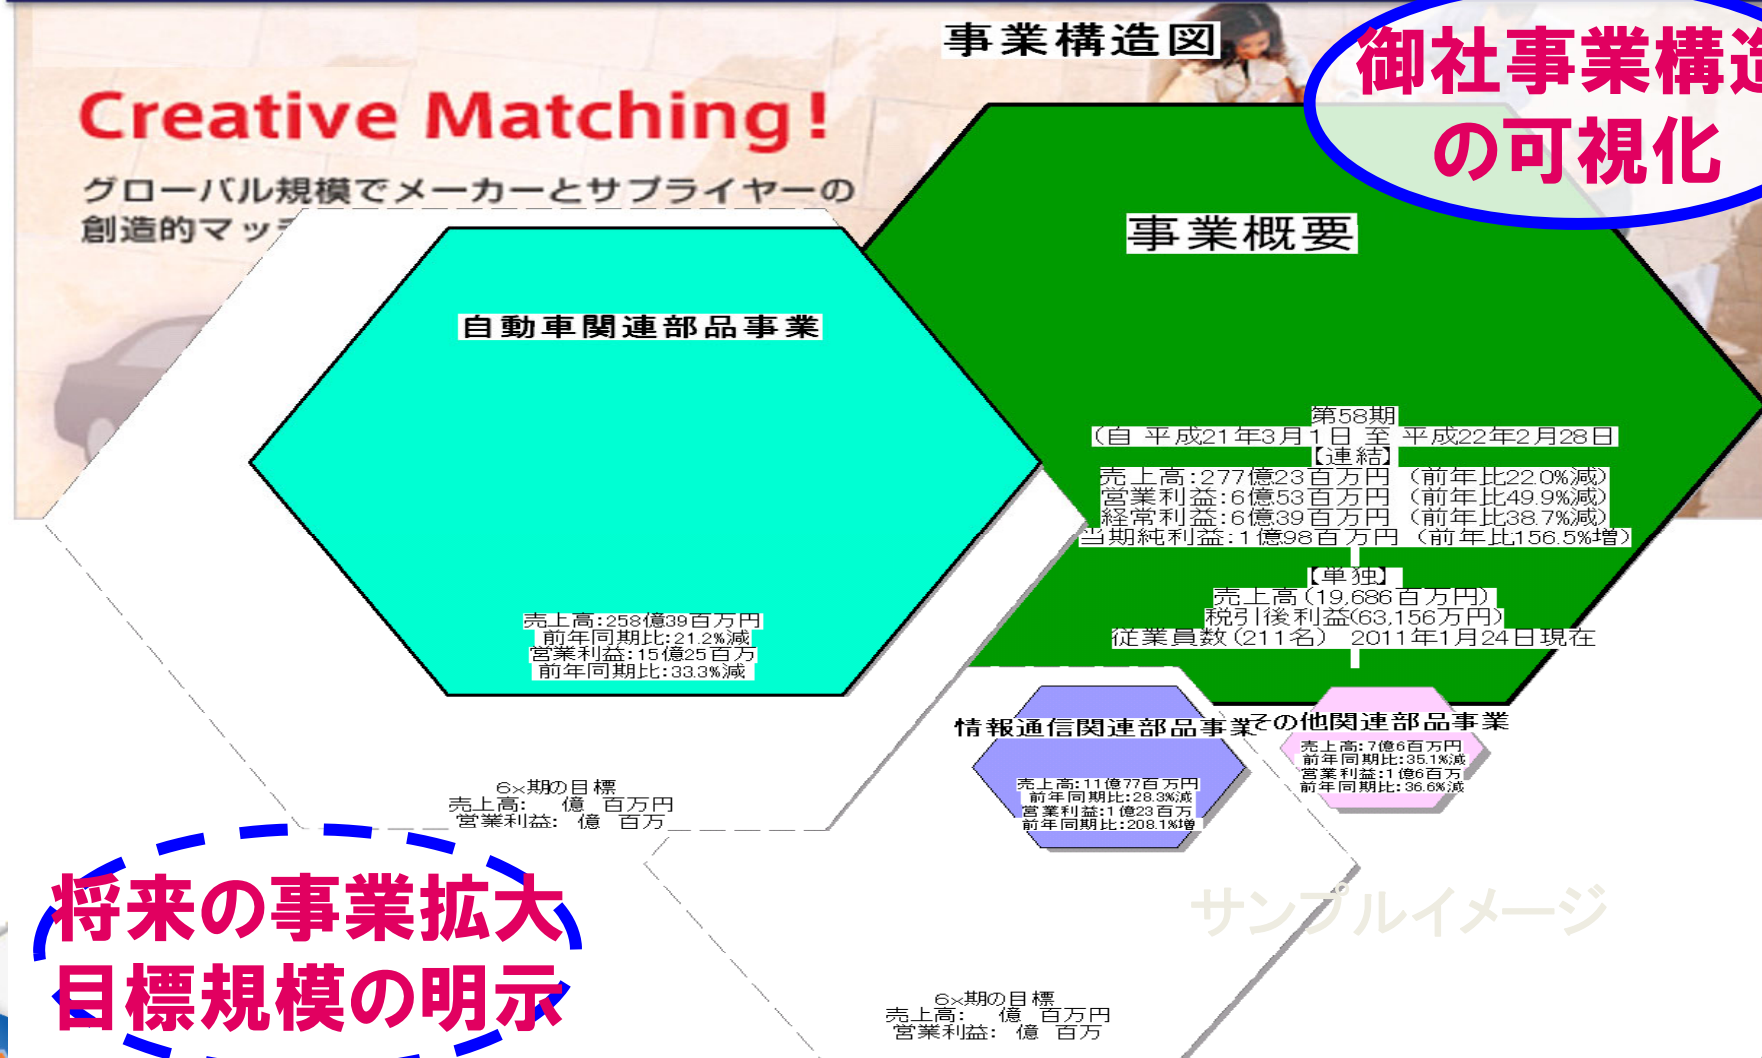 事業構造図
御社事業構造
の可視化
Creative Matching!
グローバル規模でメーカーとサプライヤーの
創造的マッチ
事業概要
自動車関連部品事業
第58期
(自 平成21年3月1日 至 平成22年2月28日
【連結】
売上高:277億23百万円 (前年比22.0%減)
営業利益:6億53百万円 (前年比49.9%減)
経常利益:6億39百万円 (前年比38.7%減)
当期純利益:1億98百万円 (前年比156.5%増)
【単独】
売上高(19,686百万円)
税引後利益(63,156万円)
従業員数(211名) 2011年1月24日現在
売上高:258億39百万円
前年同期比:21.2%減
営業利益:15億25百万
前年同期比:33.3%減
情報通信関連部品事業
売上高:11億77百万円
前年同期比:28.3%減
営業利益:1億23百万
前年同期比:208.1%増
その他関連部品事業
売上高:7億6百万円
前年同期比:35.1%減
営業利益:1億6百万
前年同期比:36.6%減
6×期の目標
売上高: 億 百万円
営業利益: 億 百万
将来の事業拡大
目標規模の明示
サンプルイメージ
6×期の目標
売上高: 億 百万円
営業利益: 億 百万